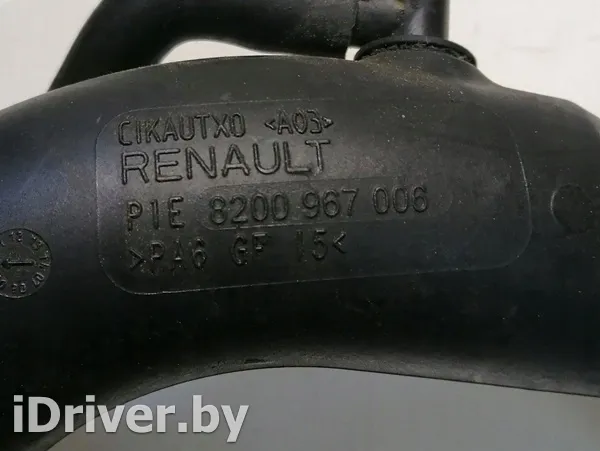 CIKAUTXO <A03>
RENAULT
P1E 8200 967 006
>PA6 GF 15<
iDriver.by